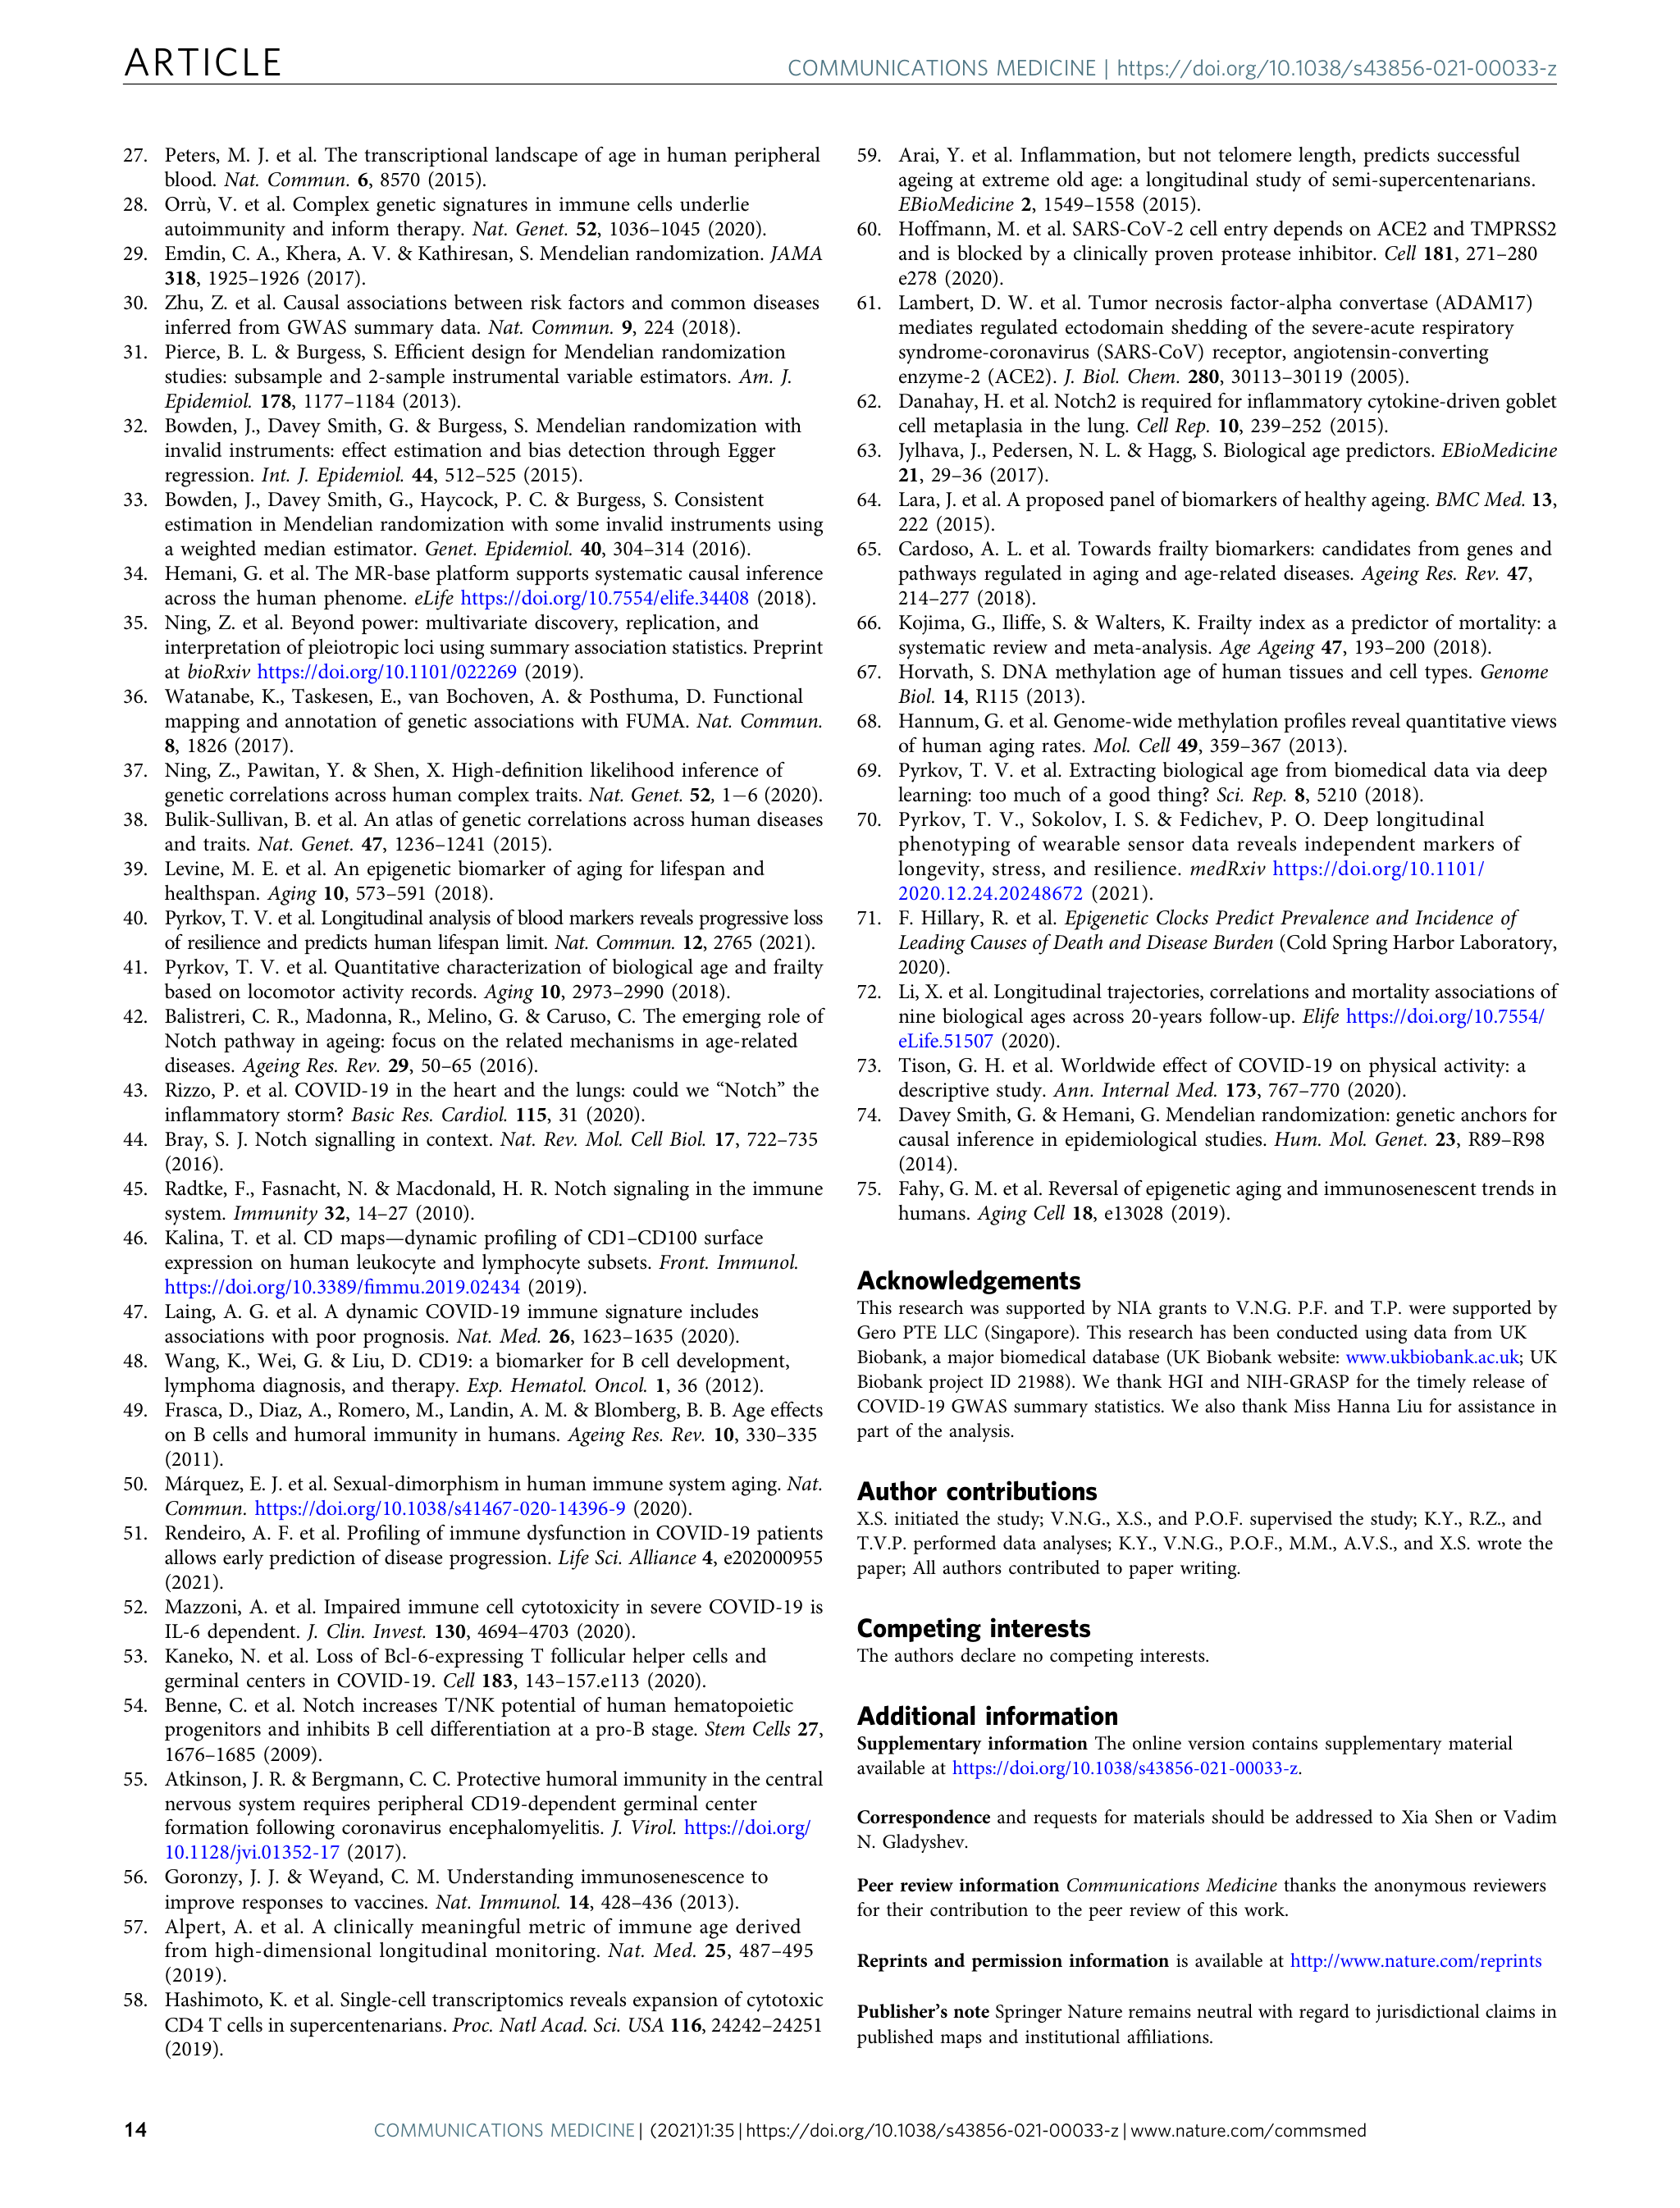 ARTICLE
COMMUNICATIONS MEDICINE | https://doi.org/10.1038/s43856-021-00033-z
27. Peters, M. J. et al. The transcriptional landscape of age in human peripheral
blood. Nat. Commun. 6, 8570 (2015).
28. Orrù, V. et al. Complex genetic signatures in immune cells underlie
autoimmunity and inform therapy. Nat. Genet. 52, 1036–1045 (2020).
29. Emdin, C. A., Khera, A. V. & Kathiresan, S. Mendelian randomization. JAMA
318, 1925–1926 (2017).
30. Zhu, Z. et al. Causal associations between risk factors and common diseases
inferred from GWAS summary data. Nat. Commun. 9, 224 (2018).
31. Pierce, B. L. & Burgess, S. Efficient design for Mendelian randomization
studies: subsample and 2-sample instrumental variable estimators. Am. J.
Epidemiol. 178, 1177–1184 (2013).
32. Bowden, J., Davey Smith, G. & Burgess, S. Mendelian randomization with
invalid instruments: effect estimation and bias detection through Egger
regression. Int. J. Epidemiol. 44, 512–525 (2015).
33. Bowden, J., Davey Smith, G., Haycock, P. C. & Burgess, S. Consistent
estimation in Mendelian randomization with some invalid instruments using
a weighted median estimator. Genet. Epidemiol. 40, 304–314 (2016).
34. Hemani, G. et al. The MR-base platform supports systematic causal inference
across the human phenome. eLife https://doi.org/10.7554/elife.34408 (2018).
35. Ning, Z. et al. Beyond power: multivariate discovery, replication, and
interpretation of pleiotropic loci using summary association statistics. Preprint
at bioRxiv https://doi.org/10.1101/022269 (2019).
36. Watanabe, K., Taskesen, E., van Bochoven, A. & Posthuma, D. Functional
mapping and annotation of genetic associations with FUMA. Nat. Commun.
8, 1826 (2017).
37. Ning, Z., Pawitan, Y. & Shen, X. High-definition likelihood inference of
genetic correlations across human complex traits. Nat. Genet. 52, 1−6 (2020).
38. Bulik-Sullivan, B. et al. An atlas of genetic correlations across human diseases
and traits. Nat. Genet. 47, 1236–1241 (2015).
39. Levine, M. E. et al. An epigenetic biomarker of aging for lifespan and
healthspan. Aging 10, 573–591 (2018).
40. Pyrkov, T. V. et al. Longitudinal analysis of blood markers reveals progressive loss
of resilience and predicts human lifespan limit. Nat. Commun. 12, 2765 (2021).
41. Pyrkov, T. V. et al. Quantitative characterization of biological age and frailty
based on locomotor activity records. Aging 10, 2973–2990 (2018).
42. Balistreri, C. R., Madonna, R., Melino, G. & Caruso, C. The emerging role of
Notch pathway in ageing: focus on the related mechanisms in age-related
diseases. Ageing Res. Rev. 29, 50–65 (2016).
43. Rizzo, P. et al. COVID-19 in the heart and the lungs: could we “Notch” the
inflammatory storm? Basic Res. Cardiol. 115, 31 (2020).
44. Bray, S. J. Notch signalling in context. Nat. Rev. Mol. Cell Biol. 17, 722–735
(2016).
45. Radtke, F., Fasnacht, N. & Macdonald, H. R. Notch signaling in the immune
system. Immunity 32, 14–27 (2010).
46. Kalina, T. et al. CD maps—dynamic profiling of CD1–CD100 surface
expression on human leukocyte and lymphocyte subsets. Front. Immunol.
https://doi.org/10.3389/fimmu.2019.02434 (2019).
47. Laing, A. G. et al. A dynamic COVID-19 immune signature includes
associations with poor prognosis. Nat. Med. 26, 1623–1635 (2020).
48. Wang, K., Wei, G. & Liu, D. CD19: a biomarker for B cell development,
lymphoma diagnosis, and therapy. Exp. Hematol. Oncol. 1, 36 (2012).
49. Frasca, D., Diaz, A., Romero, M., Landin, A. M. & Blomberg, B. B. Age effects
on B cells and humoral immunity in humans. Ageing Res. Rev. 10, 330–335
(2011).
50. Márquez, E. J. et al. Sexual-dimorphism in human immune system aging. Nat.
Commun. https://doi.org/10.1038/s41467-020-14396-9 (2020).
51. Rendeiro, A. F. et al. Profiling of immune dysfunction in COVID-19 patients
allows early prediction of disease progression. Life Sci. Alliance 4, e202000955
(2021).
52. Mazzoni, A. et al. Impaired immune cell cytotoxicity in severe COVID-19 is
IL-6 dependent. J. Clin. Invest. 130, 4694–4703 (2020).
53. Kaneko, N. et al. Loss of Bcl-6-expressing T follicular helper cells and
germinal centers in COVID-19. Cell 183, 143–157.e113 (2020).
54. Benne, C. et al. Notch increases T/NK potential of human hematopoietic
progenitors and inhibits B cell differentiation at a pro-B stage. Stem Cells 27,
1676–1685 (2009).
55. Atkinson, J. R. & Bergmann, C. C. Protective humoral immunity in the central
nervous system requires peripheral CD19-dependent germinal center
formation following coronavirus encephalomyelitis. J. Virol. https://doi.org/
10.1128/jvi.01352-17 (2017).
56. Goronzy, J. J. & Weyand, C. M. Understanding immunosenescence to
improve responses to vaccines. Nat. Immunol. 14, 428–436 (2013).
57. Alpert, A. et al. A clinically meaningful metric of immune age derived
from high-dimensional longitudinal monitoring. Nat. Med. 25, 487–495
(2019).
58. Hashimoto, K. et al. Single-cell transcriptomics reveals expansion of cytotoxic
CD4 T cells in supercentenarians. Proc. Natl Acad. Sci. USA 116, 24242–24251
(2019).
59. Arai, Y. et al. Inflammation, but not telomere length, predicts successful
ageing at extreme old age: a longitudinal study of semi-supercentenarians.
EBioMedicine 2, 1549–1558 (2015).
60. Hoffmann, M. et al. SARS-CoV-2 cell entry depends on ACE2 and TMPRSS2
and is blocked by a clinically proven protease inhibitor. Cell 181, 271–280
e278 (2020).
61. Lambert, D. W. et al. Tumor necrosis factor-alpha convertase (ADAM17)
mediates regulated ectodomain shedding of the severe-acute respiratory
syndrome-coronavirus (SARS-CoV) receptor, angiotensin-converting
enzyme-2 (ACE2). J. Biol. Chem. 280, 30113–30119 (2005).
62. Danahay, H. et al. Notch2 is required for inflammatory cytokine-driven goblet
cell metaplasia in the lung. Cell Rep. 10, 239–252 (2015).
63. Jylhava, J., Pedersen, N. L. & Hagg, S. Biological age predictors. EBioMedicine
21, 29–36 (2017).
64. Lara, J. et al. A proposed panel of biomarkers of healthy ageing. BMC Med. 13,
222 (2015).
65. Cardoso, A. L. et al. Towards frailty biomarkers: candidates from genes and
pathways regulated in aging and age-related diseases. Ageing Res. Rev. 47,
214–277 (2018).
66. Kojima, G., Iliffe, S. & Walters, K. Frailty index as a predictor of mortality: a
systematic review and meta-analysis. Age Ageing 47, 193–200 (2018).
67. Horvath, S. DNA methylation age of human tissues and cell types. Genome
Biol. 14, R115 (2013).
68. Hannum, G. et al. Genome-wide methylation profiles reveal quantitative views
of human aging rates. Mol. Cell 49, 359–367 (2013).
69. Pyrkov, T. V. et al. Extracting biological age from biomedical data via deep
learning: too much of a good thing? Sci. Rep. 8, 5210 (2018).
70. Pyrkov, T. V., Sokolov, I. S. & Fedichev, P. O. Deep longitudinal
phenotyping of wearable sensor data reveals independent markers of
longevity, stress, and resilience. medRxiv https://doi.org/10.1101/
2020.12.24.20248672 (2021).
71. F. Hillary, R. et al. Epigenetic Clocks Predict Prevalence and Incidence of
Leading Causes of Death and Disease Burden (Cold Spring Harbor Laboratory,
2020).
72. Li, X. et al. Longitudinal trajectories, correlations and mortality associations of
nine biological ages across 20-years follow-up. Elife https://doi.org/10.7554/
eLife.51507 (2020).
73. Tison, G. H. et al. Worldwide effect of COVID-19 on physical activity: a
descriptive study. Ann. Internal Med. 173, 767–770 (2020).
74. Davey Smith, G. & Hemani, G. Mendelian randomization: genetic anchors for
causal inference in epidemiological studies. Hum. Mol. Genet. 23, R89–R98
(2014).
75. Fahy, G. M. et al. Reversal of epigenetic aging and immunosenescent trends in
humans. Aging Cell 18, e13028 (2019).
Acknowledgements
This research was supported by NIA grants to V.N.G. P.F. and T.P. were supported by
Gero PTE LLC (Singapore). This research has been conducted using data from UK
Biobank, a major biomedical database (UK Biobank website: www.ukbiobank.ac.uk; UK
Biobank project ID 21988). We thank HGI and NIH-GRASP for the timely release of
COVID-19 GWAS summary statistics. We also thank Miss Hanna Liu for assistance in
part of the analysis.
Author contributions
X.S. initiated the study; V.N.G., X.S., and P.O.F. supervised the study; K.Y., R.Z., and
T.V.P. performed data analyses; K.Y., V.N.G., P.O.F., M.M., A.V.S., and X.S. wrote the
paper; All authors contributed to paper writing.
Competing interests
The authors declare no competing interests.
Additional information
Supplementary information The online version contains supplementary material
available at https://doi.org/10.1038/s43856-021-00033-z.
Correspondence and requests for materials should be addressed to Xia Shen or Vadim
N. Gladyshev.
Peer review information Communications Medicine thanks the anonymous reviewers
for their contribution to the peer review of this work.
Reprints and permission information is available at http://www.nature.com/reprints
Publisher’s note Springer Nature remains neutral with regard to jurisdictional claims in
published maps and institutional affiliations.
14
COMMUNICATIONS MEDICINE | (2021)1:35 | https://doi.org/10.1038/s43856-021-00033-z | www.nature.com/commsmed